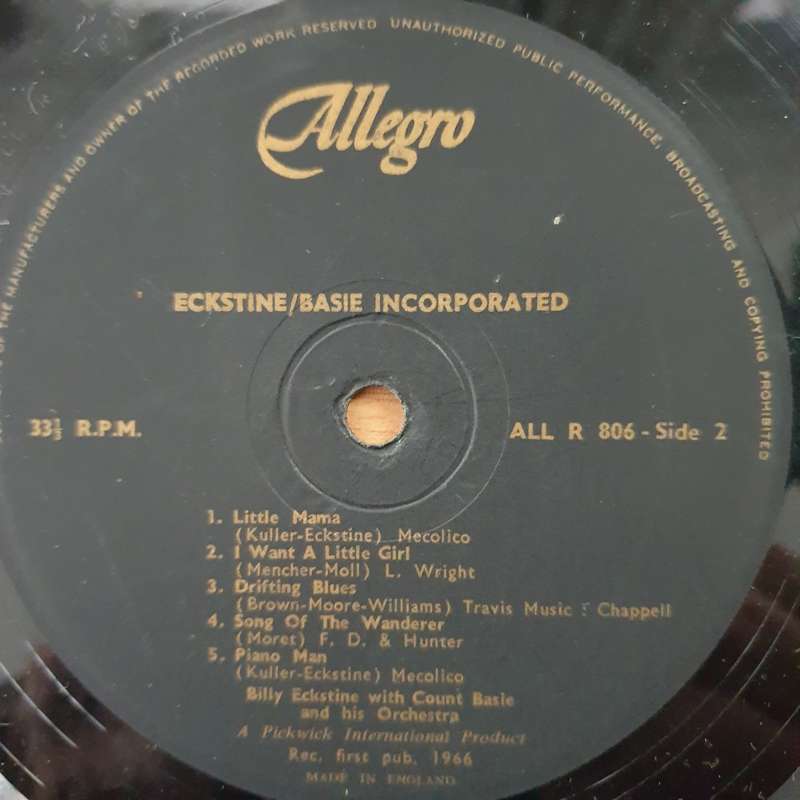 OF THE MANUFACTURERS AND OWNER OF THE RECORDED WORK RESERVED UNAUTHORIZED PUBLIC PERFORMANCE, BROADCASTING AND COPYING PROHIBITED
Allegro
ECKSTINE/BASIE INCORPORATED
33⅓ R.P.M.
ALL R 806 - Side 2
1. Little Mama
(Kuller-Eckstine) Mecolico
2. I Want A Little Girl
(Mencher-Moll) L. Wright
3. Drifting Blues
(Brown-Moore-Williams) Travis Music : Chappell
4. Song Of The Wanderer
(Moret) F. D. & Hunter
5. Piano Man
(Kuller-Eckstine) Mecolico
Billy Eckstine with Count Basie
and his Orchestra
A Pickwick International Product
Rec. first pub. 1966
MADE IN ENGLAND